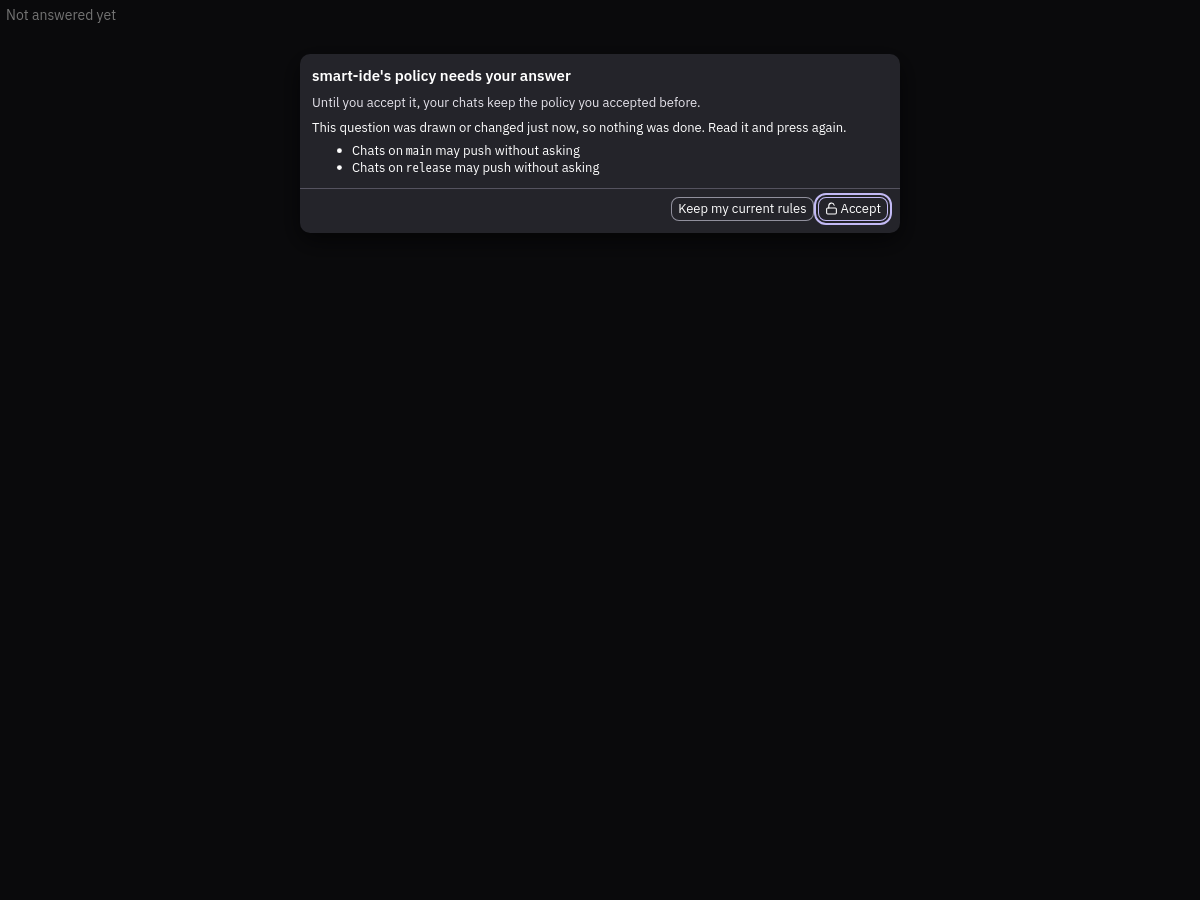 Not answered yet
smart-ide's policy needs your answer
Until you accept it, your chats keep the policy you accepted before.
This question was drawn or changed just now, so nothing was done. Read it and press again.
Chats on main may push without asking
Chats on release may push without asking
Keep my current rules
Accept